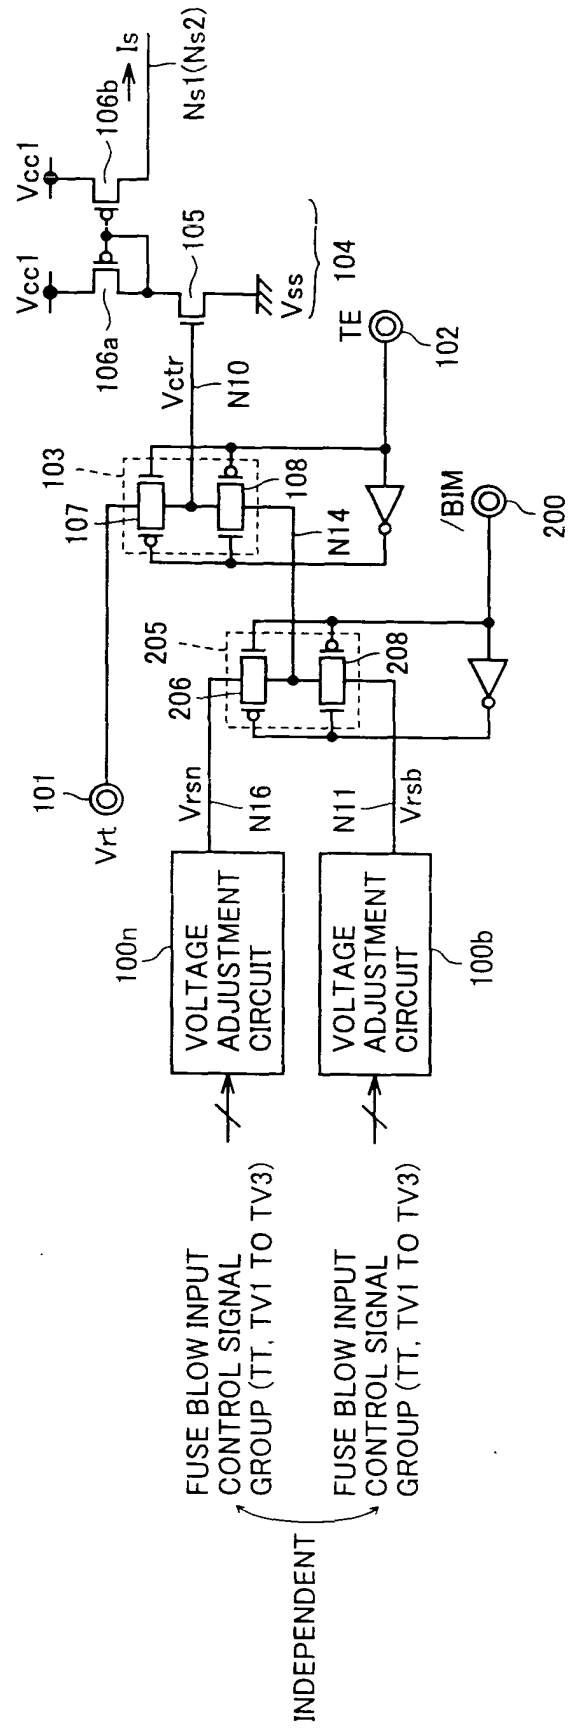 INDEPENDENT
FUSE BLOW INPUT
CONTROL SIGNAL
GROUP (TT, TV1 TO TV3)
FUSE BLOW INPUT
CONTROL SIGNAL
GROUP (TT, TV1 TO TV3)
100n
VOLTAGE
ADJUSTMENT
CIRCUIT
VOLTAGE
ADJUSTMENT
CIRCUIT
100b
101
Vrt
Vrsn
N16
N11
Vrsb
205
206
208
103
107
108
N14
/BIM
200
TE
102
Vctr
N10
Vcc1
Vcc1
106a
106b
105
Vss
104
Is
Ns1(Ns2)